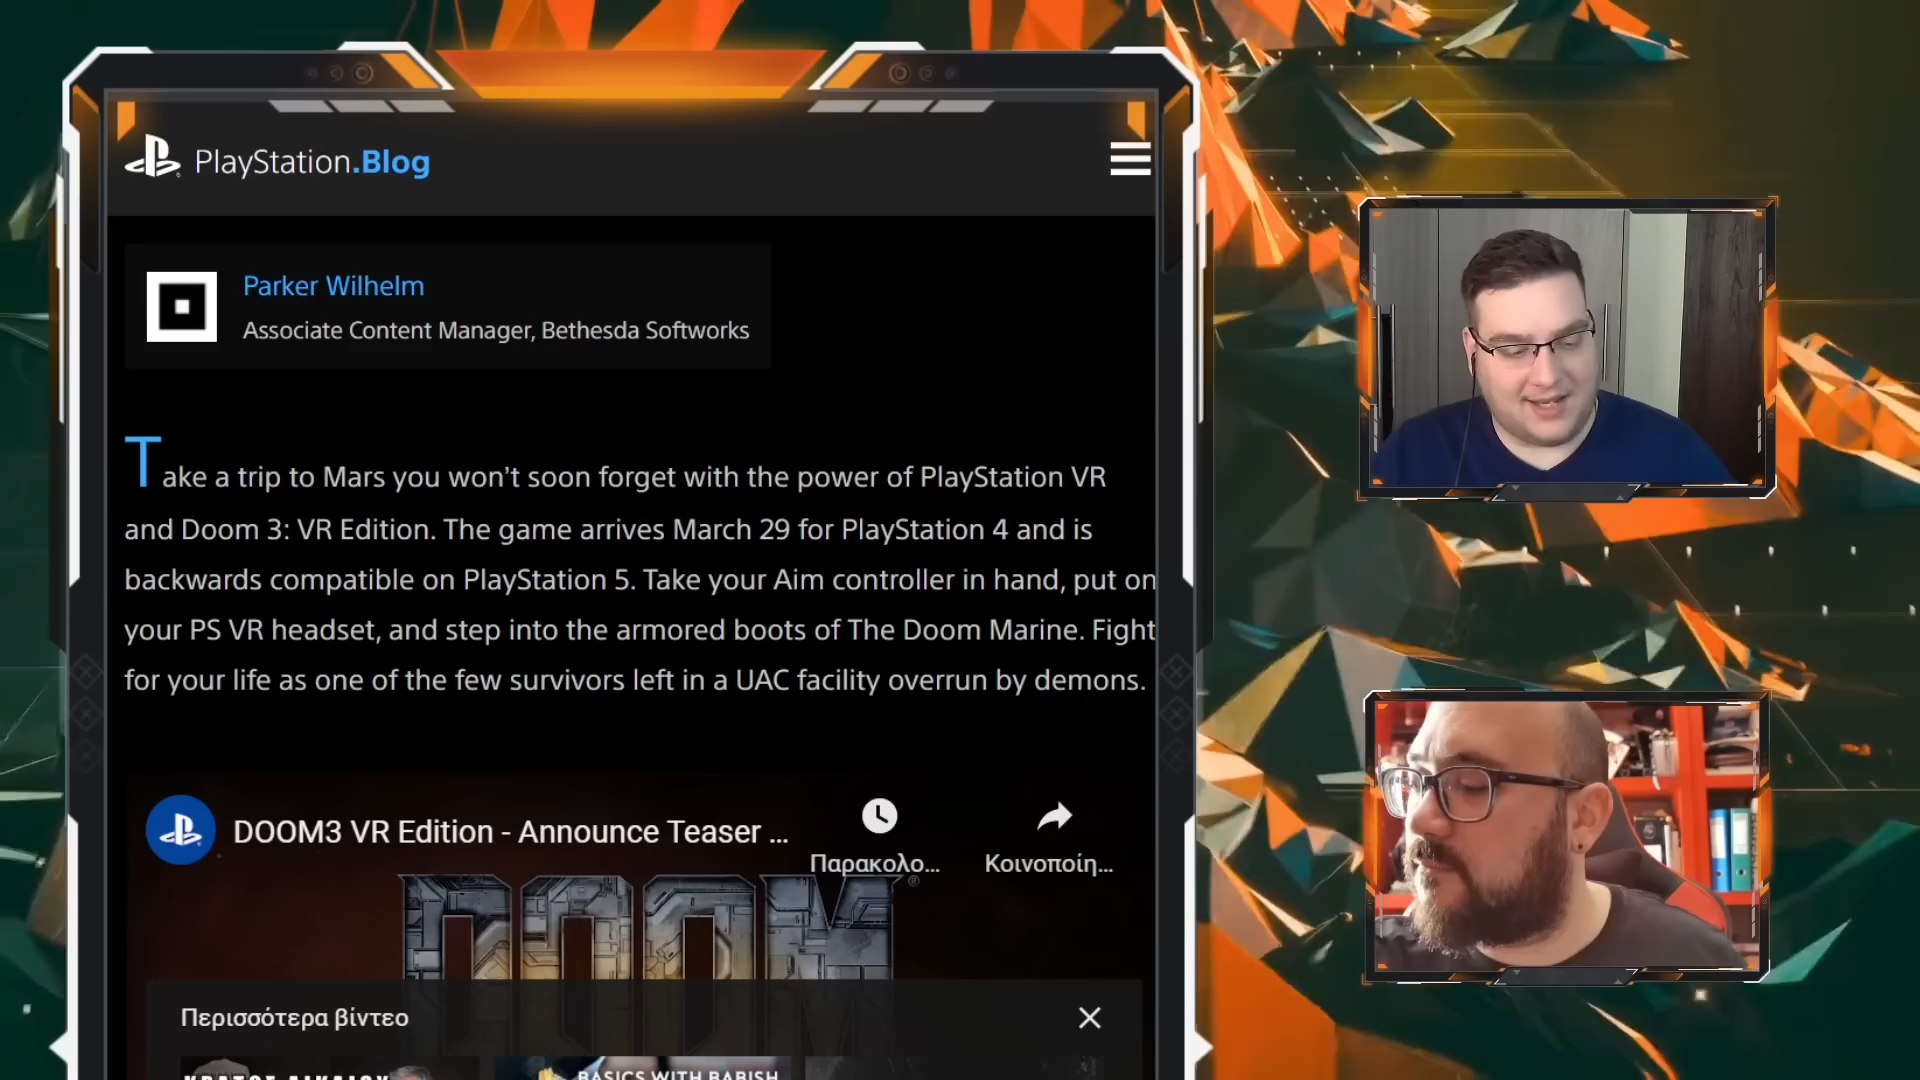 PlayStation.Blog
Parker Wilhelm
Associate Content Manager, Bethesda Softworks
Take a trip to Mars you won’t soon forget with the power of PlayStation VR
and Doom 3: VR Edition. The game arrives March 29 for PlayStation 4 and is
backwards compatible on PlayStation 5. Take your Aim controller in hand, put on
your PS VR headset, and step into the armored boots of The Doom Marine. Fight
for your life as one of the few survivors left in a UAC facility overrun by demons.
DOOM3 VR Edition - Announce Teaser ...
Παρακολο...
Κοινοποίη...
DOOM
Περισσότερα βίντεο
BASICS WITH BABISH